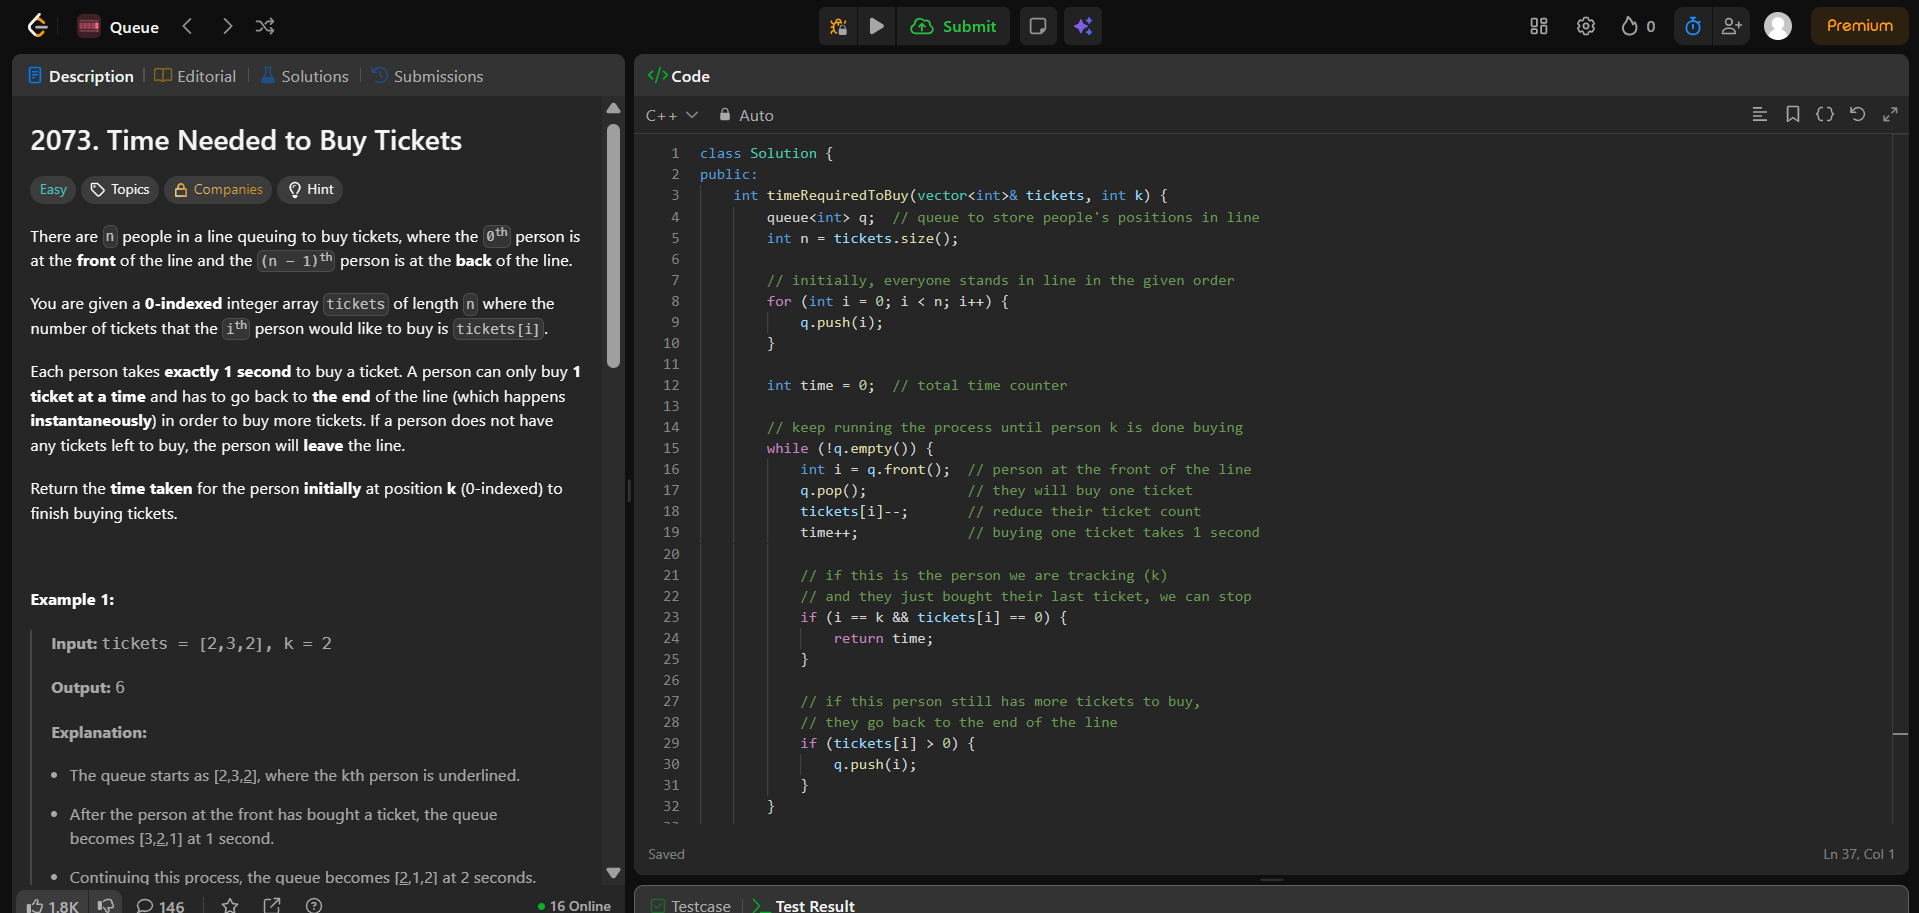 Queue
Submit
0
Premium
Description
Editorial
Solutions
Submissions
2073. Time Needed to Buy Tickets
Easy
Topics
Companies
Hint
There are n people in a line queuing to buy tickets, where the 0th person is
at the front of the line and the (n - 1)th person is at the back of the line.
You are given a 0-indexed integer array tickets of length n where the
number of tickets that the ith person would like to buy is tickets[i].
Each person takes exactly 1 second to buy a ticket. A person can only buy 1
ticket at a time and has to go back to the end of the line (which happens
instantaneously) in order to buy more tickets. If a person does not have
any tickets left to buy, the person will leave the line.
Return the time taken for the person initially at position k (0-indexed) to
finish buying tickets.
Example 1:
Input: tickets = [2,3,2], k = 2
Output: 6
Explanation:
• The queue starts as [2,3,2], where the kth person is underlined.
• After the person at the front has bought a ticket, the queue
becomes [3,2,1] at 1 second.
• Continuing this process, the queue becomes [2,1,2] at 2 seconds.
1.8K
146
16 Online
</> Code
C++
Auto
1 class Solution {
2 public:
3 int timeRequiredToBuy(vector<int>& tickets, int k) {
4 queue<int> q; // queue to store people's positions in line
5 int n = tickets.size();
6
7 // initially, everyone stands in line in the given order
8 for (int i = 0; i < n; i++) {
9 q.push(i);
10 }
11
12 int time = 0; // total time counter
13
14 // keep running the process until person k is done buying
15 while (!q.empty()) {
16 int i = q.front(); // person at the front of the line
17 q.pop(); // they will buy one ticket
18 tickets[i]--; // reduce their ticket count
19 time++; // buying one ticket takes 1 second
20
21 // if this is the person we are tracking (k)
22 // and they just bought their last ticket, we can stop
23 if (i == k && tickets[i] == 0) {
24 return time;
25 }
26
27 // if this person still has more tickets to buy,
28 // they go back to the end of the line
29 if (tickets[i] > 0) {
30 q.push(i);
31 }
32 }
Saved
Ln 37, Col 1
Testcase
Test Result